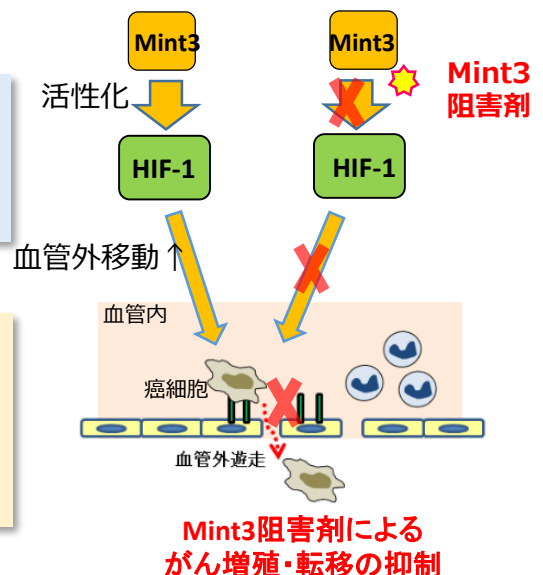 Mint3
Mint3
Mint3
阻害剤
活性化
HIF-1
HIF-1
血管外移動↑
血管内
癌細胞
血管外遊走
Mint3阻害剤による
がん増殖・転移の抑制